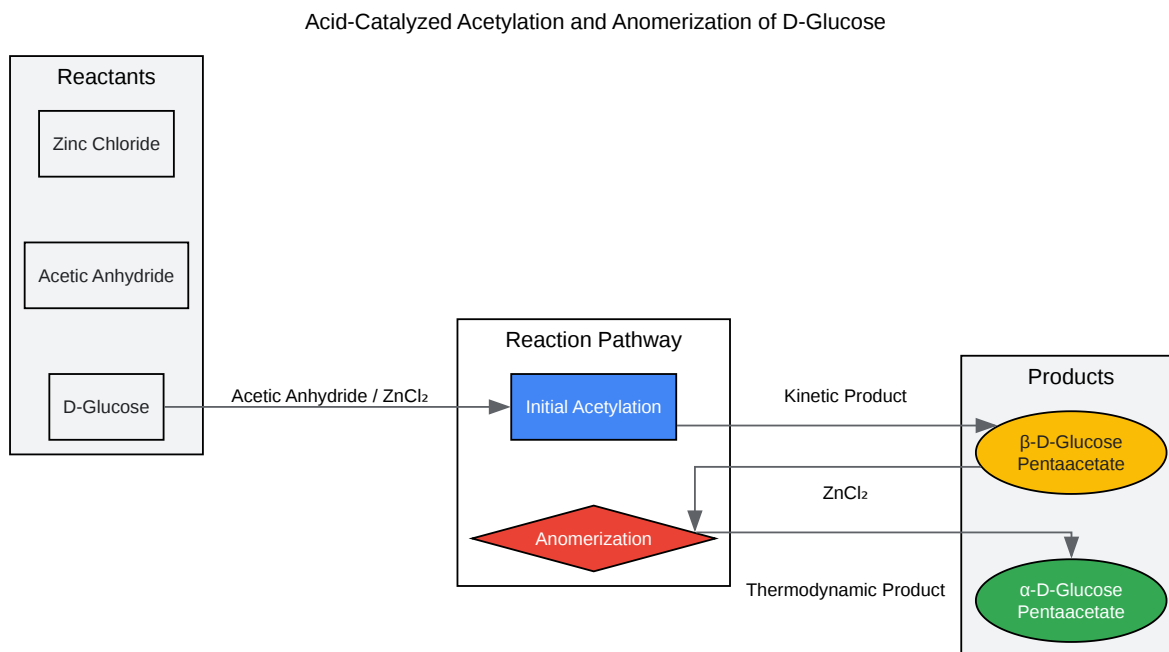 Acid-Catalyzed Acetylation and Anomerization of D-Glucose
Reactants
Zinc Chloride
Acetic Anhydride
D-Glucose
Acetic Anhydride / ZnCl₂
Reaction Pathway
Initial Acetylation
Anomerization
Kinetic Product
ZnCl₂
Thermodynamic Product
Products
β-D-Glucose
Pentaacetate
α-D-Glucose
Pentaacetate